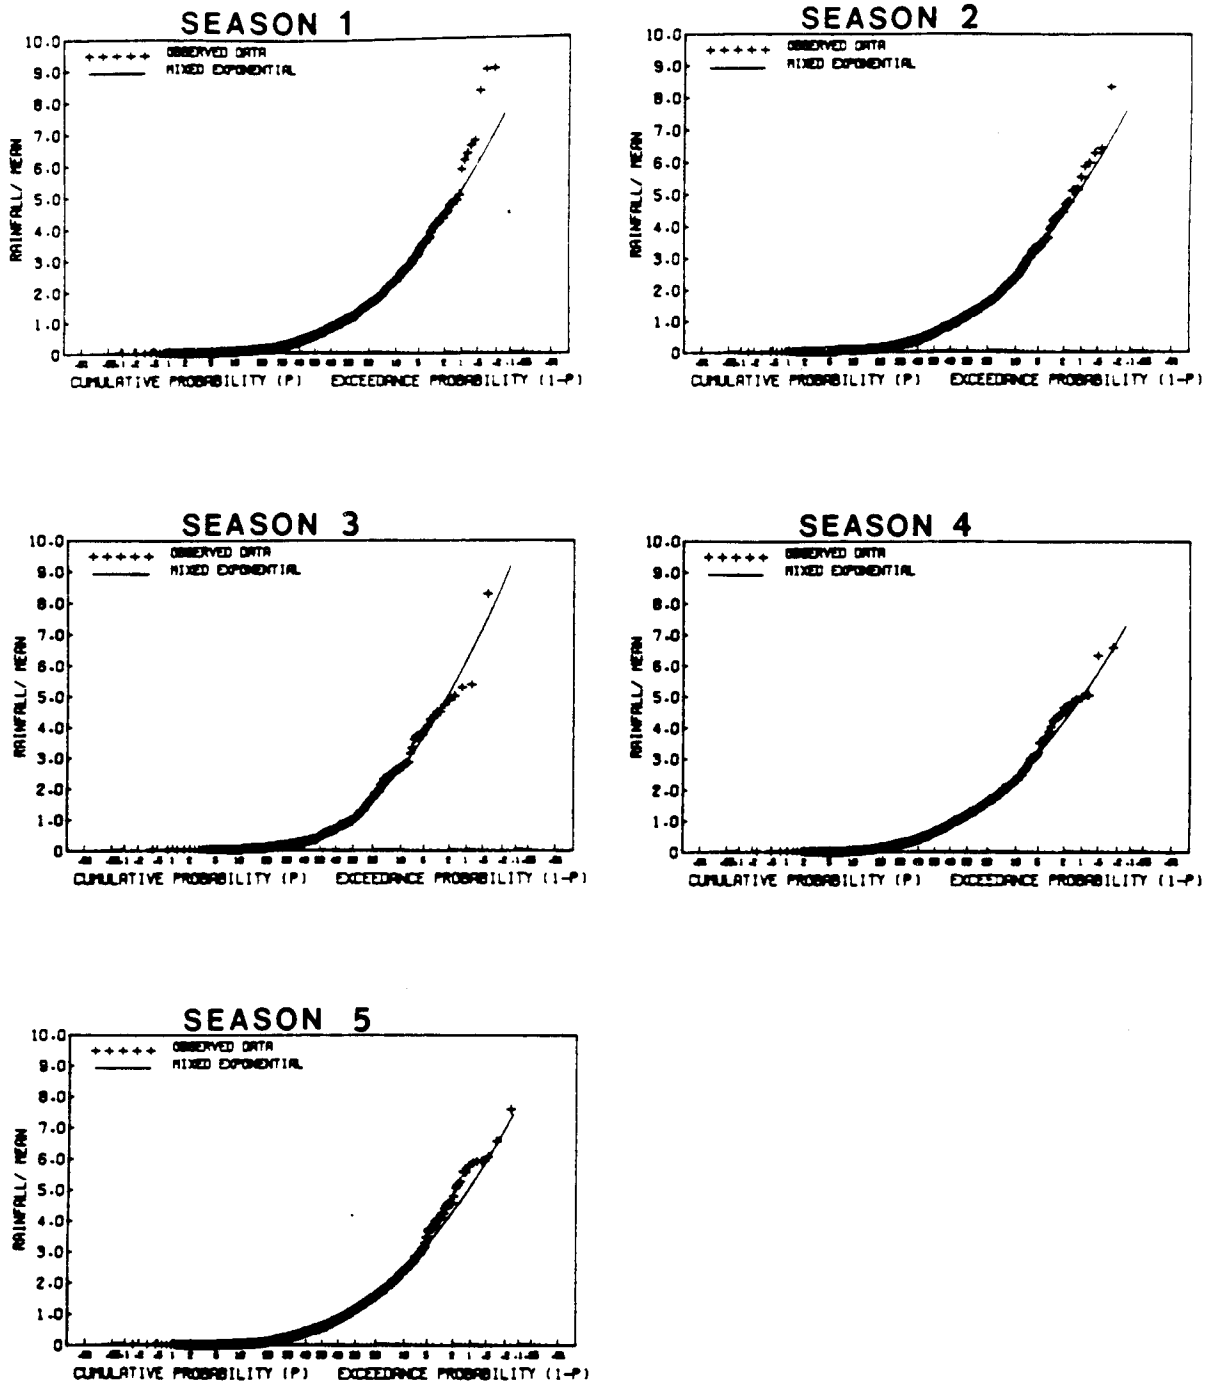 SEASON 1
OBSERVED DATA
MIXED EXPONENTIAL
10.0
9.0
8.0
7.0
6.0
5.0
4.0
3.0
2.0
1.0
0
RAINFALL/ MEAN
CUMULATIVE PROBABILITY (P) EXCEEDANCE PROBABILITY (1-P)
SEASON 2
OBSERVED DATA
MIXED EXPONENTIAL
10.0
9.0
8.0
7.0
6.0
5.0
4.0
3.0
2.0
1.0
0
RAINFALL/ MEAN
CUMULATIVE PROBABILITY (P) EXCEEDANCE PROBABILITY (1-P)
SEASON 3
OBSERVED DATA
MIXED EXPONENTIAL
10.0
9.0
8.0
7.0
6.0
5.0
4.0
3.0
2.0
1.0
0
RAINFALL/ MEAN
CUMULATIVE PROBABILITY (P) EXCEEDANCE PROBABILITY (1-P)
SEASON 4
OBSERVED DATA
MIXED EXPONENTIAL
10.0
9.0
8.0
7.0
6.0
5.0
4.0
3.0
2.0
1.0
0
RAINFALL/ MEAN
CUMULATIVE PROBABILITY (P) EXCEEDANCE PROBABILITY (1-P)
SEASON 5
OBSERVED DATA
MIXED EXPONENTIAL
10.0
9.0
8.0
7.0
6.0
5.0
4.0
3.0
2.0
1.0
0
RAINFALL/ MEAN
CUMULATIVE PROBABILITY (P) EXCEEDANCE PROBABILITY (1-P)